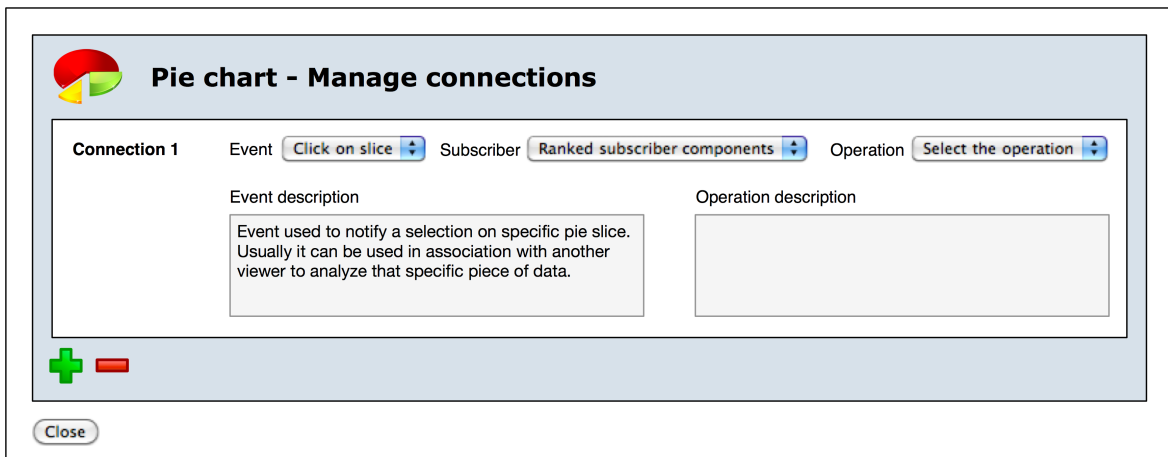 Pie chart - Manage connections
Connection 1 Event Click on slice Subscriber Ranked subscriber components Operation Select the operation
Event description Operation description
Event used to notify a selection on specific pie slice.
Usually it can be used in association with another
viewer to analyze that specific piece of data.
Close